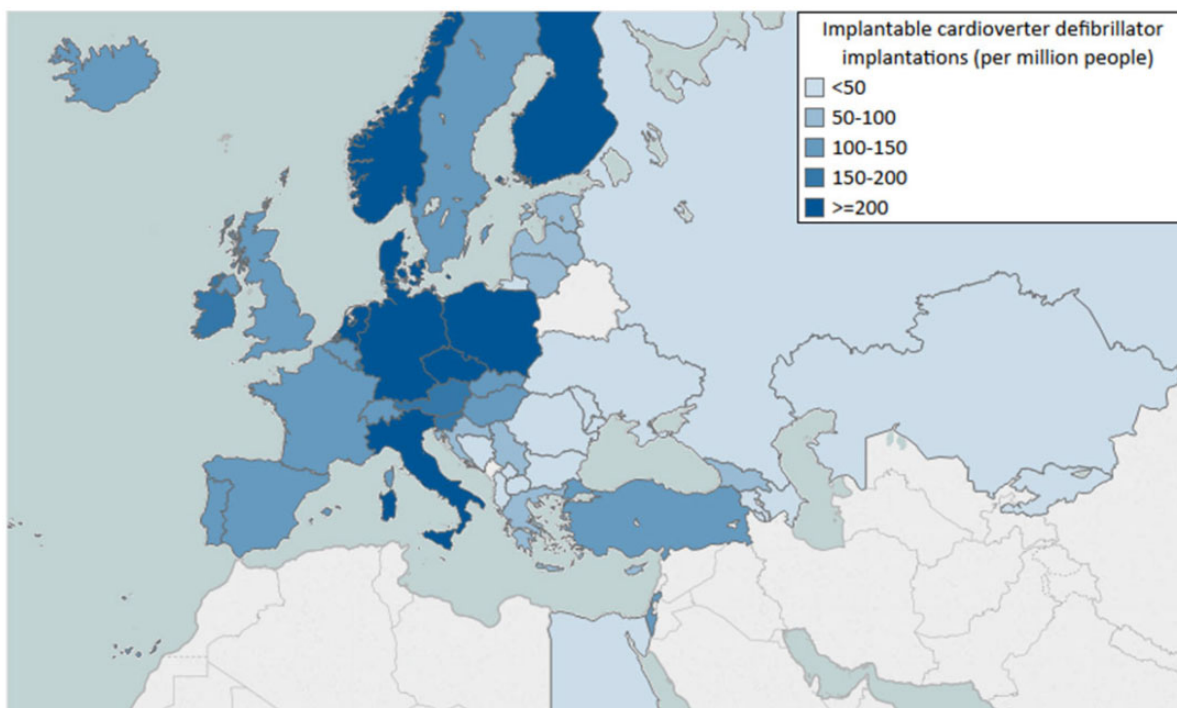 Implantable cardioverter defibrillator
implantations (per million people)
<50
50-100
100-150
150-200
>=200